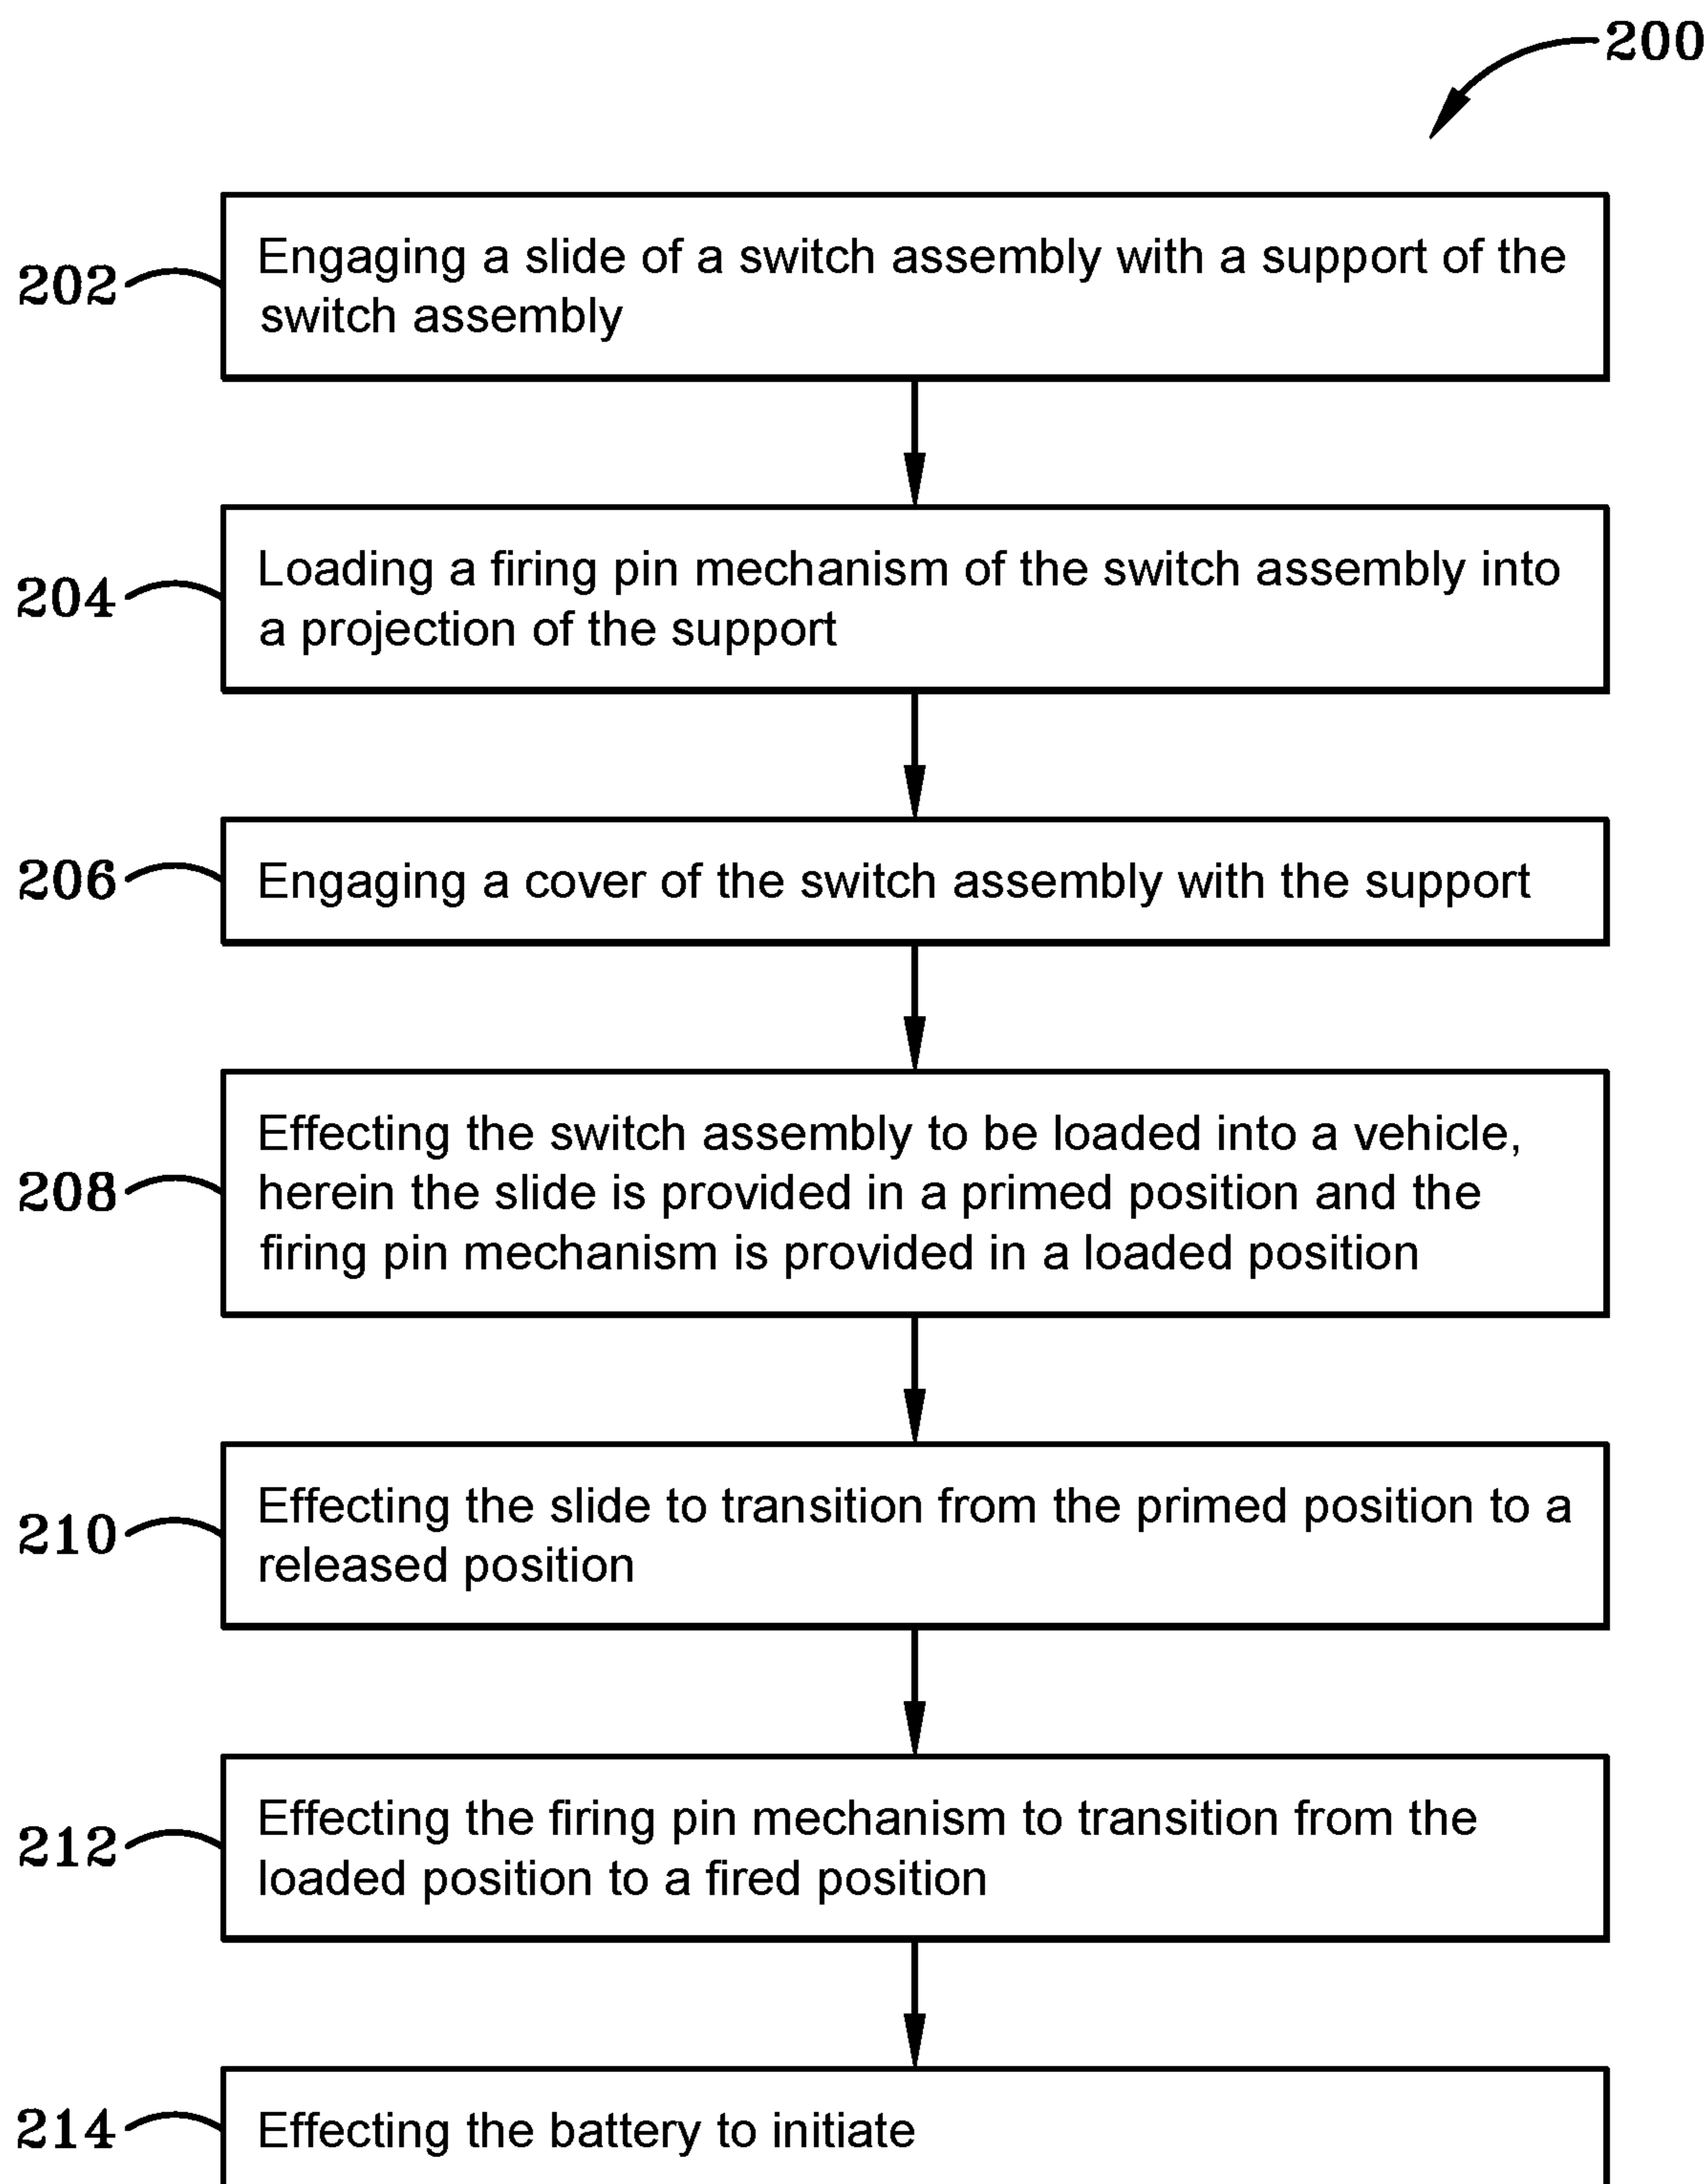 200
202
Engaging a slide of a switch assembly with a support of the
switch assembly
204
Loading a firing pin mechanism of the switch assembly into
a projection of the support
206
Engaging a cover of the switch assembly with the support
208
Effecting the switch assembly to be loaded into a vehicle,
herein the slide is provided in a primed position and the
firing pin mechanism is provided in a loaded position
210
Effecting the slide to transition from the primed position to a
released position
212
Effecting the firing pin mechanism to transition from the
loaded position to a fired position
214
Effecting the battery to initiate